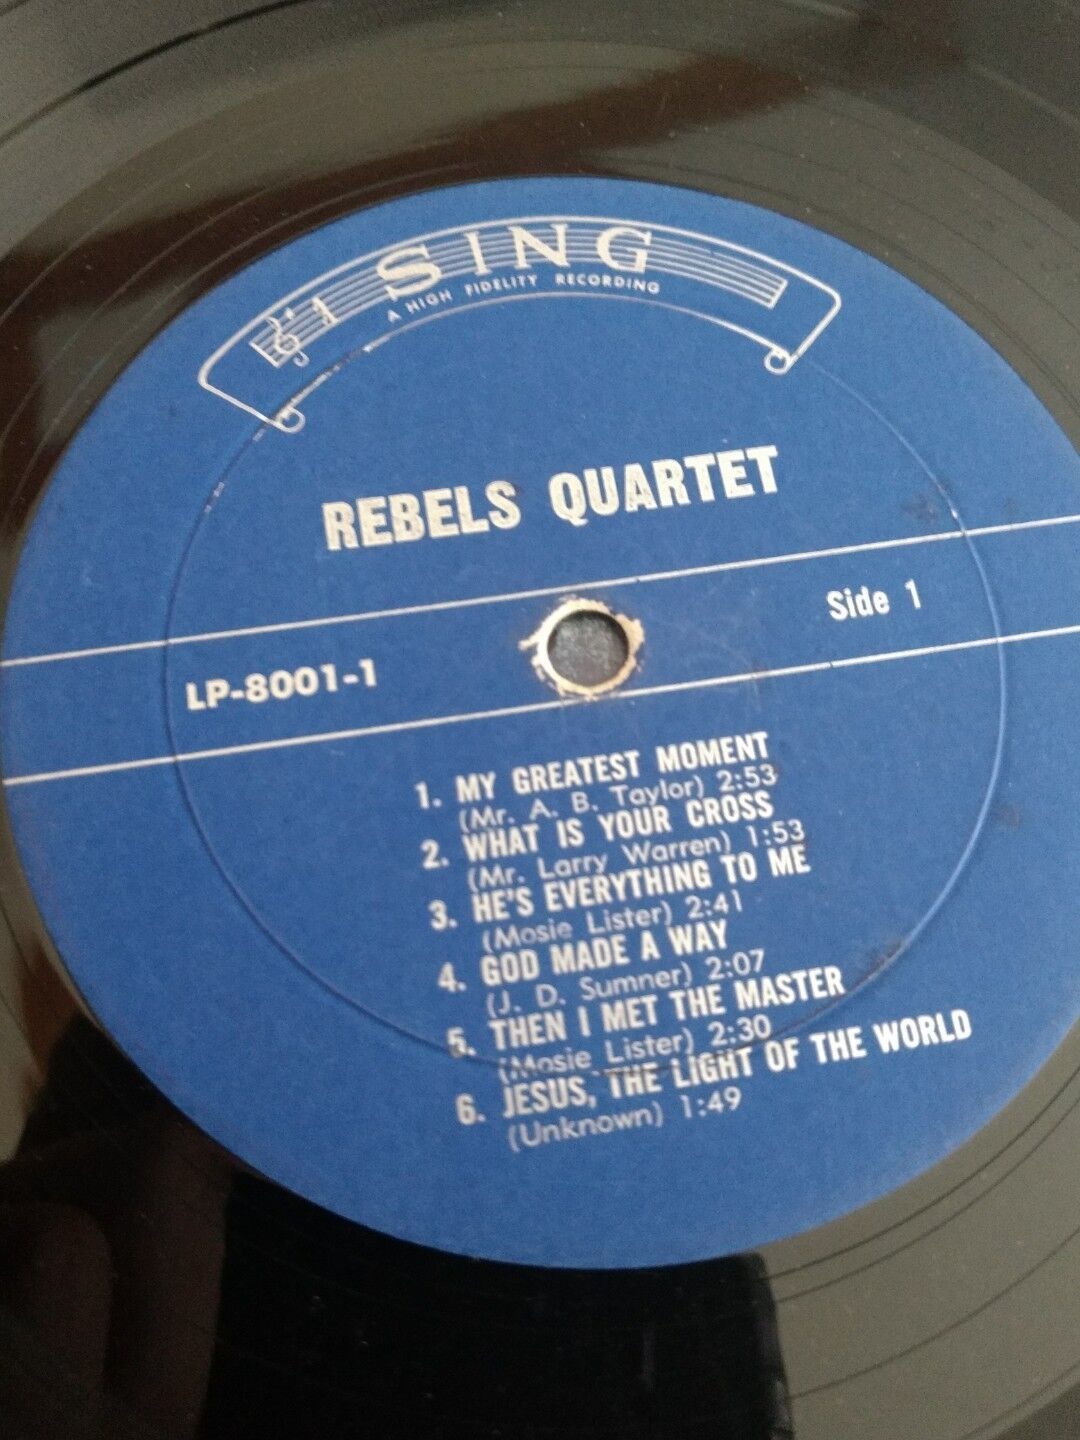 SING
A HIGH FIDELITY RECORDING
REBELS QUARTET
Side 1
LP-8001-1
1. MY GREATEST MOMENT
(Mr. A. B. Taylor) 2:53
2. WHAT IS YOUR CROSS
(Mr. Larry Warren) 1:53
3. HE'S EVERYTHING TO ME
(Mosie Lister) 2:41
4. GOD MADE A WAY
(J. D. Sumner) 2:07
5. THEN I MET THE MASTER
(Mosie Lister) 2:30
6. JESUS, THE LIGHT OF THE WORLD
(Unknown) 1:49